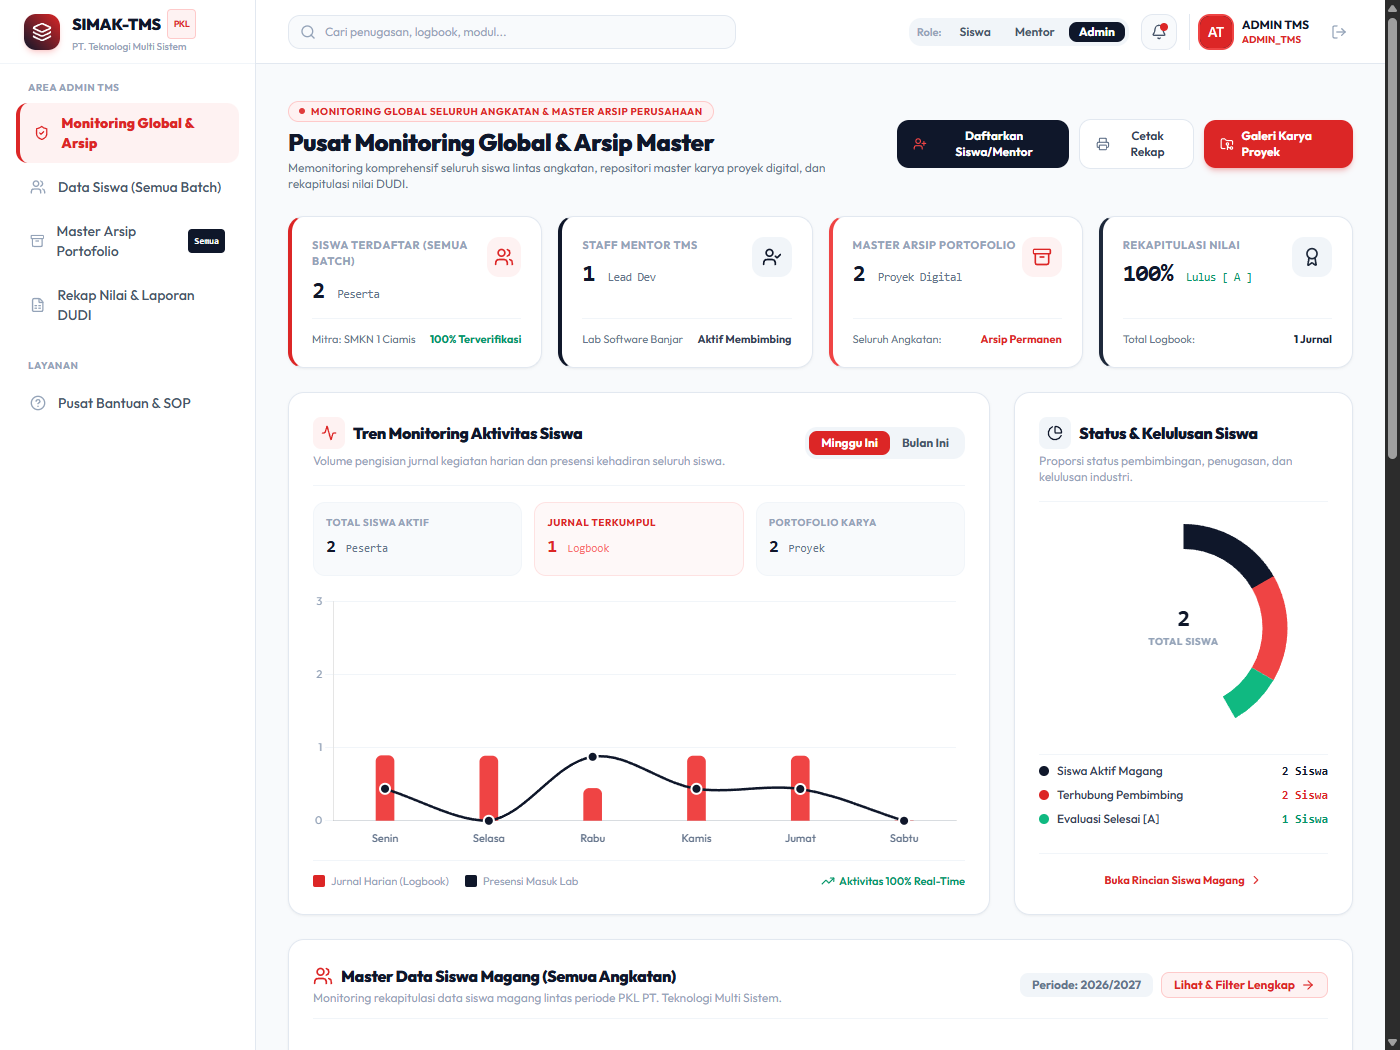 SIMAK-TMS PKL
PT. Teknologi Multi Sistem
Cari penugasan, logbook, modul...
Role: Siswa Mentor Admin
AT
ADMIN TMS
ADMIN_TMS
AREA ADMIN TMS
Monitoring Global &
Arsip
Data Siswa (Semua Batch)
Master Arsip
Portofolio
Semua
Rekap Nilai & Laporan
DUDI
LAYANAN
Pusat Bantuan & SOP
MONITORING GLOBAL SELURUH ANGKATAN & MASTER ARSIP PERUSAHAAN
Pusat Monitoring Global & Arsip Master
Memonitoring komprehensif seluruh siswa lintas angkatan, repositori master karya proyek digital, dan
rekapitulasi nilai DUDI.
Daftarkan
Siswa/Mentor
Cetak
Rekap
Galeri Karya
Proyek
SISWA TERDAFTAR (SEMUA
BATCH)
2 Peserta
Mitra: SMKN 1 Ciamis 100% Terverifikasi
STAFF MENTOR TMS
1 Lead Dev
Lab Software Banjar Aktif Membimbing
MASTER ARSIP PORTOFOLIO
2 Proyek Digital
Seluruh Angkatan: Arsip Permanen
REKAPITULASI NILAI
100% Lulus [ A ]
Total Logbook: 1 Jurnal
Tren Monitoring Aktivitas Siswa
Volume pengisian jurnal kegiatan harian dan presensi kehadiran seluruh siswa.
Minggu Ini Bulan Ini
TOTAL SISWA AKTIF
2 Peserta
JURNAL TERKUMPUL
1 Logbook
PORTOFOLIO KARYA
2 Proyek
3
2
1
0
Senin Selasa Rabu Kamis Jumat Sabtu
Jurnal Harian (Logbook) Presensi Masuk Lab
Aktivitas 100% Real-Time
Status & Kelulusan Siswa
Proporsi status pembimbingan, penugasan, dan
kelulusan industri.
2
TOTAL SISWA
Siswa Aktif Magang 2 Siswa
Terhubung Pembimbing 2 Siswa
Evaluasi Selesai [A] 1 Siswa
Buka Rincian Siswa Magang
Master Data Siswa Magang (Semua Angkatan)
Monitoring rekapitulasi data siswa magang lintas periode PKL PT. Teknologi Multi Sistem.
Periode: 2026/2027
Lihat & Filter Lengkap